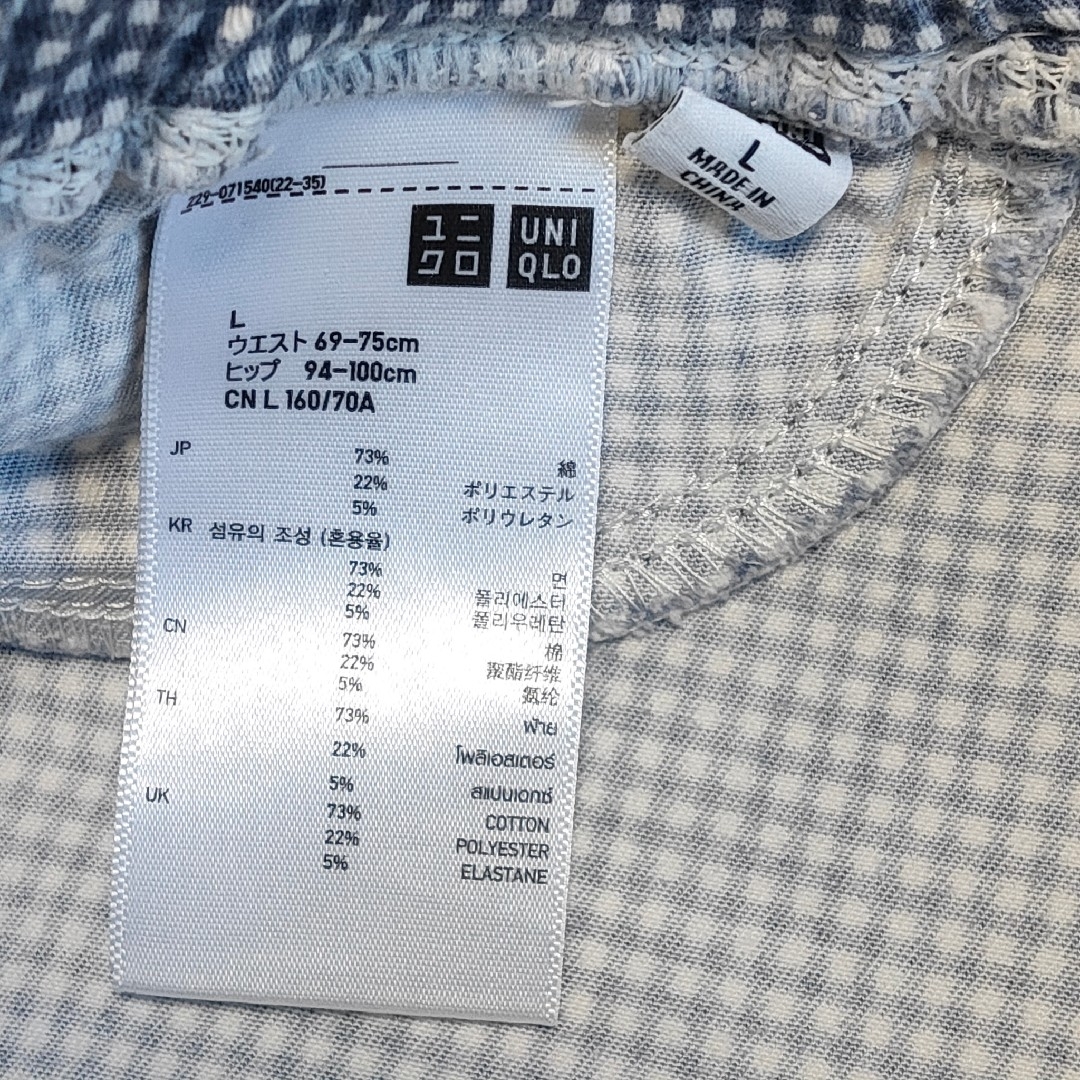 229-071540(22-35)
ユニ
クロ
UNI
QLO
L
ウエスト 69-75cm
ヒップ 94-100cm
CN L 160/70A
JP
73% 綿
22% ポリエステル
5% ポリウレタン
KR 섬유의 조성 (혼용율)
73% 면
22% 폴리에스터
5% 폴리우레탄
CN
73% 棉
22% 聚酯纤维
5% 氨纶
TH
73% ฝ้าย
22% โพลิเอสเตอร์
5% สแปนเดกซ์
UK
73% COTTON
22% POLYESTER
5% ELASTANE
L
MADE IN
CHINA